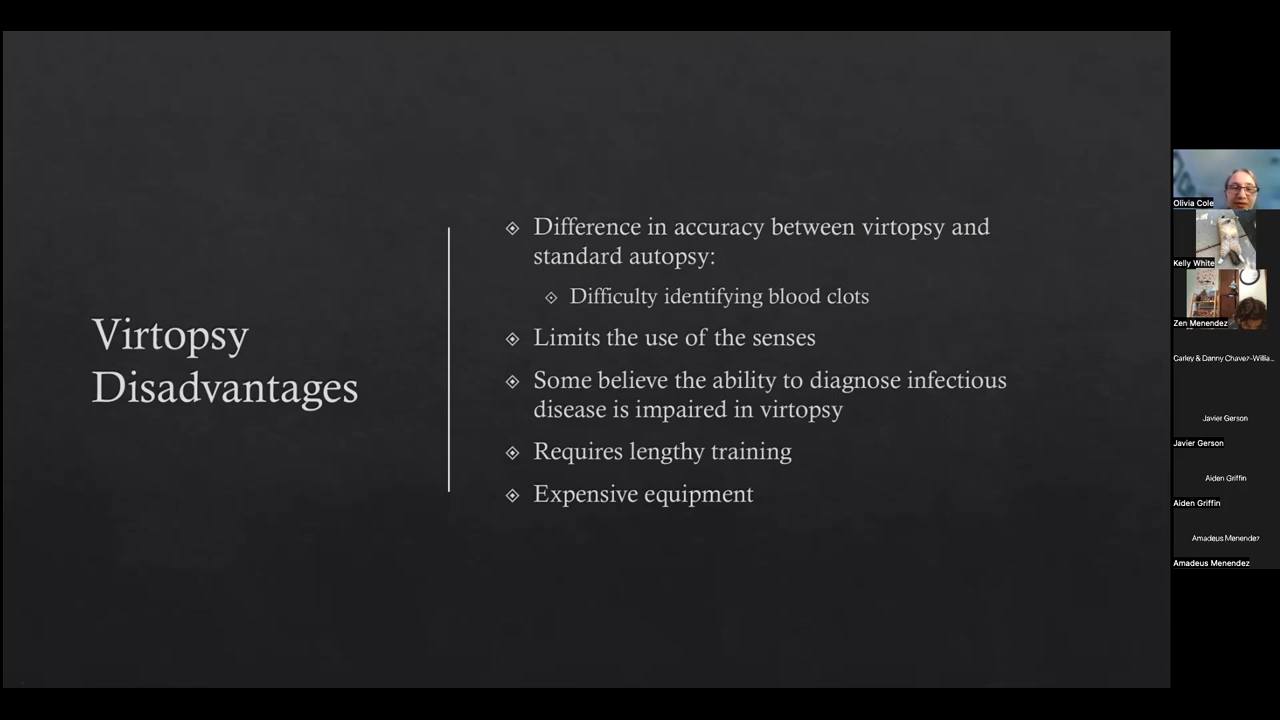 Virtopsy
Disadvantages
Difference in accuracy between virtopsy and
standard autopsy:
Difficulty identifying blood clots
Limits the use of the senses
Some believe the ability to diagnose infectious
disease is impaired in virtopsy
Requires lengthy training
Expensive equipment
Olivia Cole
Kelly White
Zen Menendez
Carley & Danny Chavez-Willia...
Javier Gerson
Javier Gerson
Aiden Griffin
Aiden Griffin
Amadeus Menendez
Amadeus Menendez